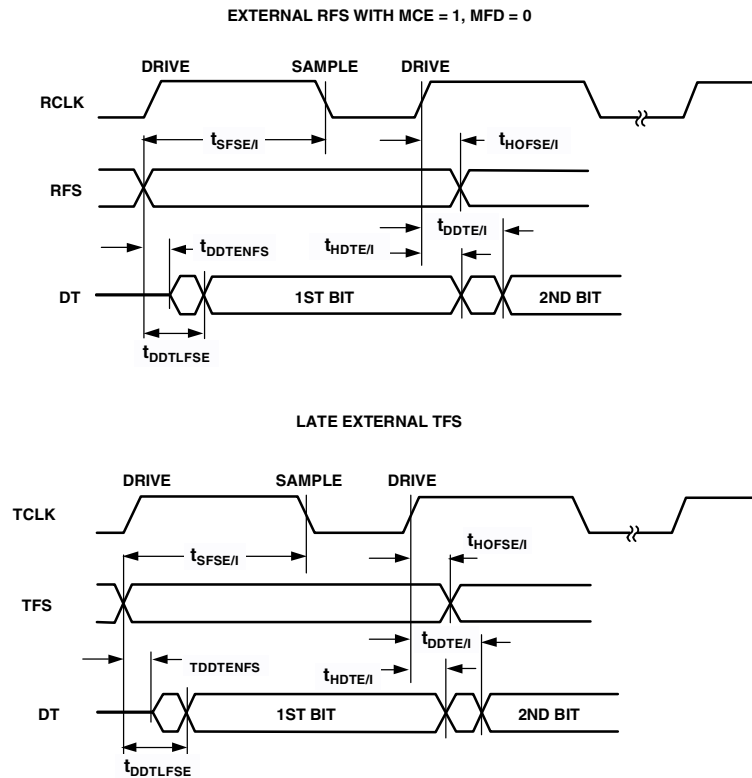 EXTERNAL RFS WITH MCE = 1, MFD = 0
DRIVE SAMPLE DRIVE
RCLK
tSFSE/I tHOFSE/I
RFS
tDDTE/I
tDDTENFS tHDTE/I
DT 1ST BIT 2ND BIT
tDDTLFSE
LATE EXTERNAL TFS
DRIVE SAMPLE DRIVE
TCLK
tHOFSE/I
tSFSE/I
TFS
tDDTE/I
TDDTENFS tHDTE/I
DT 1ST BIT 2ND BIT
tDDTLFSE